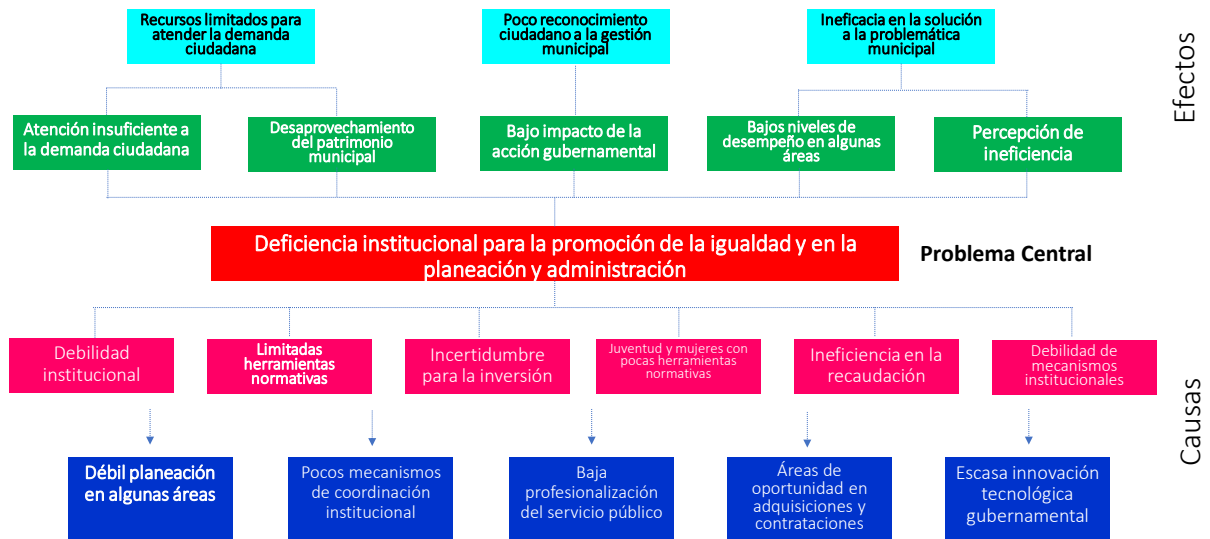 Recursos limitados para
atender la demanda
ciudadana
Poco reconocimiento
ciudadano a la gestión
municipal
Ineficacia en la solución
a la problemática
municipal
Efectos
Atención insuficiente a
la demanda ciudadana
Desaprovechamiento
del patrimonio
municipal
Bajo impacto de la
acción gubernamental
Bajos niveles de
desempeño en algunas
áreas
Percepción de
ineficiencia
Deficiencia institucional para la promoción de la igualdad y en la
planeación y administración
Problema Central
Debilidad
institucional
Limitadas
herramientas
normativas
Incertidumbre
para la inversión
Juventud y mujeres con
pocas herramientas
normativas
Ineficiencia en la
recaudación
Debilidad de
mecanismos
institucionales
Causas
Débil planeación
en algunas áreas
Pocos mecanismos
de coordinación
institucional
Baja
profesionalización
del servicio público
Áreas de
oportunidad en
adquisiciones y
contrataciones
Escasa innovación
tecnológica
gubernamental